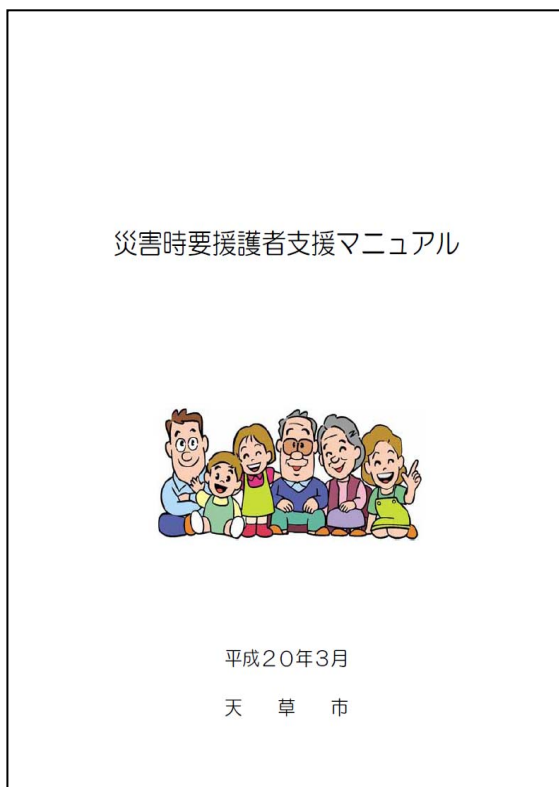 災害時要援護者支援マニュアル
平成２０年３月
天　草　市